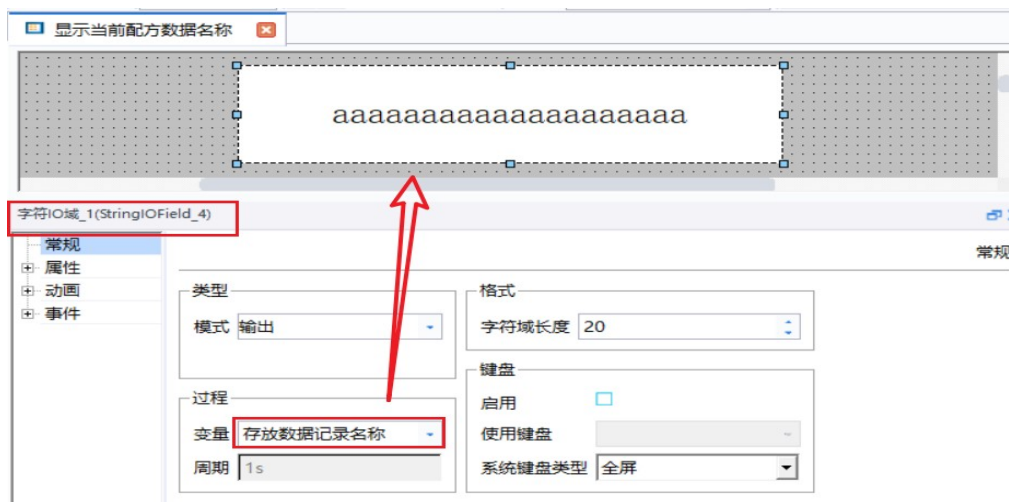 显示当前配方数据名称
aaaaaaaaaaaaaaaaaaaa
字符IO域_1(StringIOField_4)
常规
属性
动画
事件
常规
类型
模式 输出
格式
字符域长度 20
过程
变量 存放数据记录名称
周期 1s
键盘
启用
使用键盘
系统键盘类型 全屏